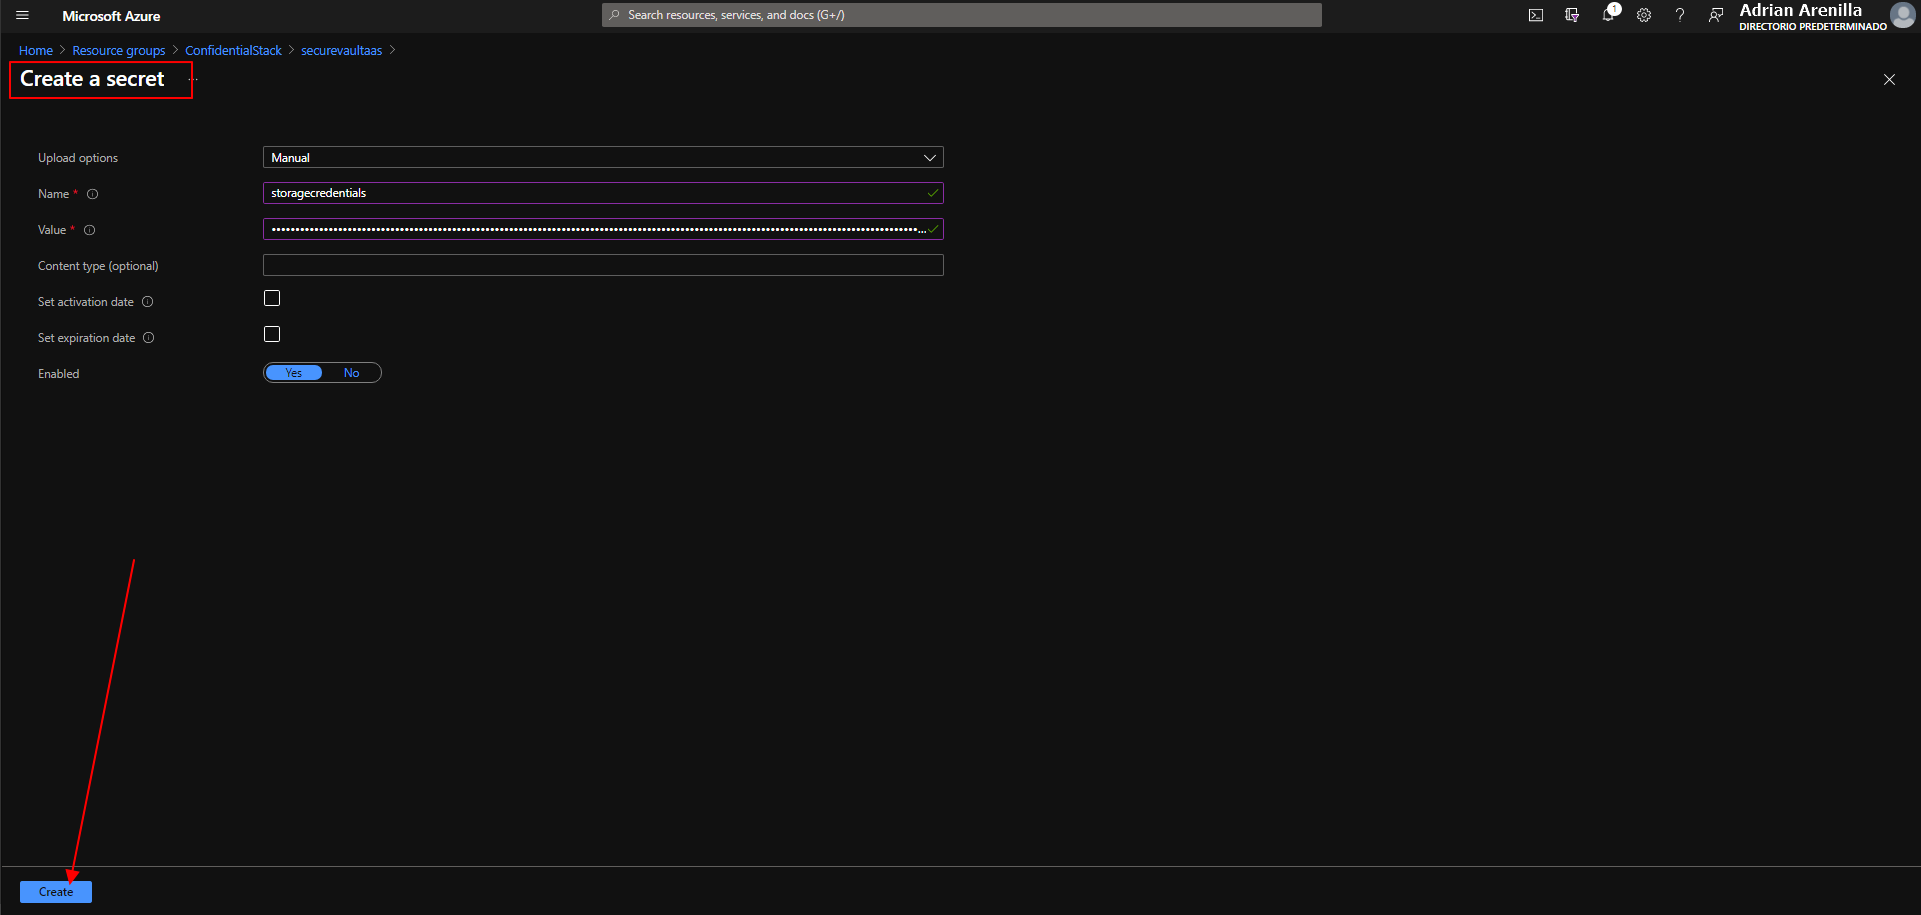 Microsoft Azure
Search resources, services, and docs (G+/)
1
Adrian Arenilla
DIRECTORIO PREDETERMINADO
Home > Resource groups > ConfidentialStack > securevaultaas >
Create a secret ...
Upload options
Manual
Name *
storagecredentials
Value *
Content type (optional)
Set activation date
Set expiration date
Enabled
Yes No
Create